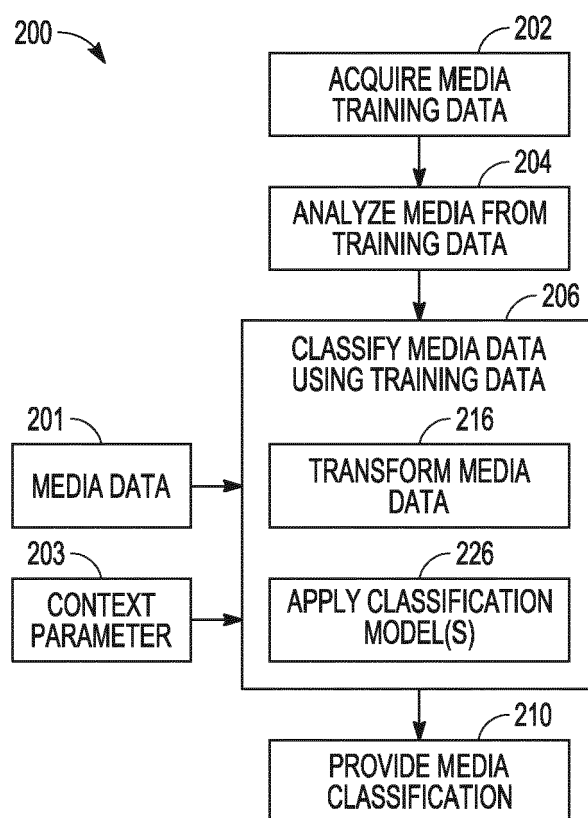 200
202
ACQUIRE MEDIA
TRAINING DATA
204
ANALYZE MEDIA FROM
TRAINING DATA
206
CLASSIFY MEDIA DATA
USING TRAINING DATA
201
MEDIA DATA
216
TRANSFORM MEDIA
DATA
203
CONTEXT
PARAMETER
226
APPLY CLASSIFICATION
MODEL(S)
210
PROVIDE MEDIA
CLASSIFICATION